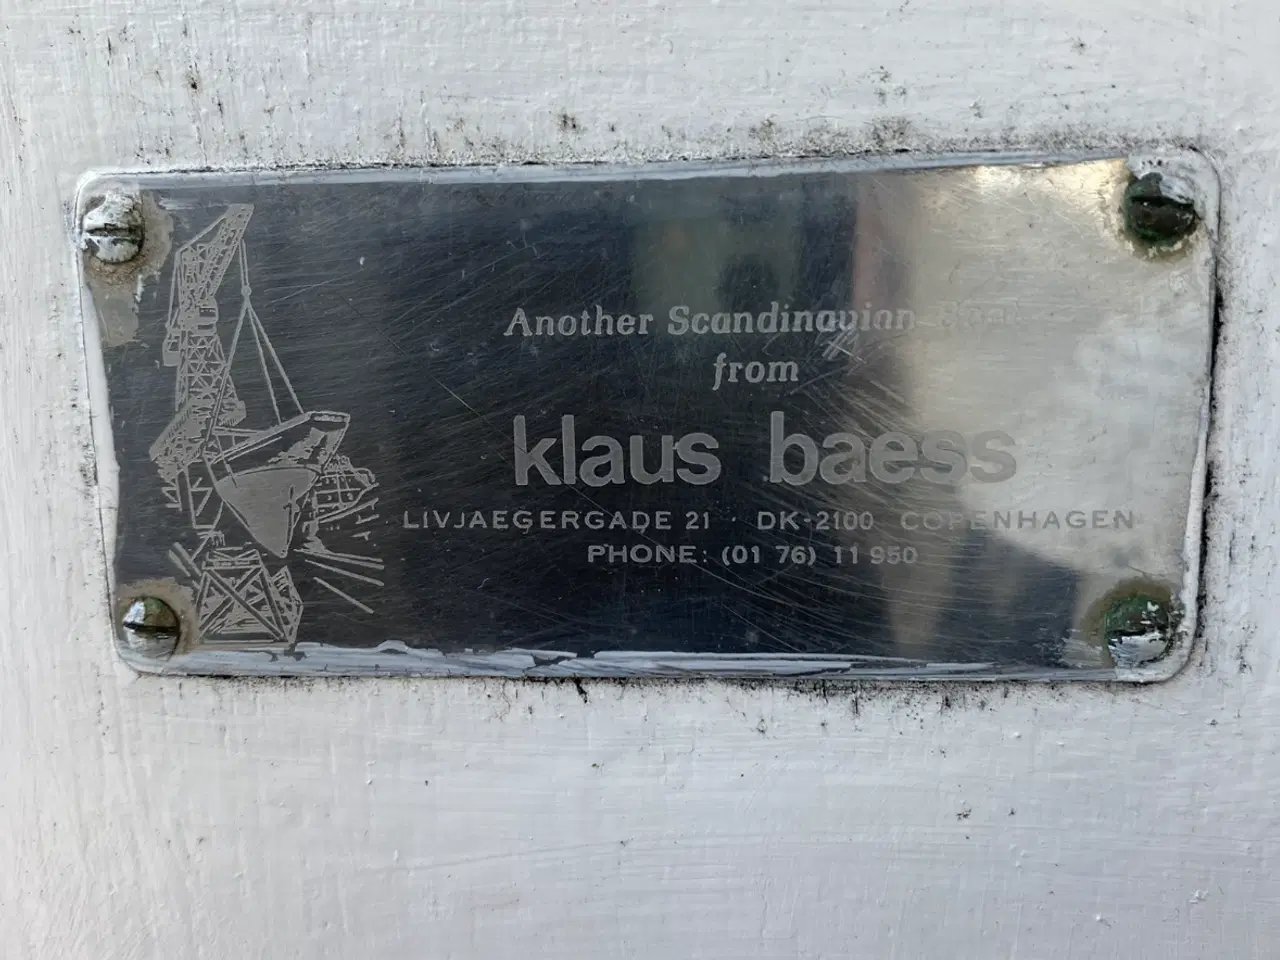 Another Scandinavian
from
klaus baess
LIVJAEGERGADE 21 · DK-2100 COPENHAGEN
PHONE: (01 76) 11 950